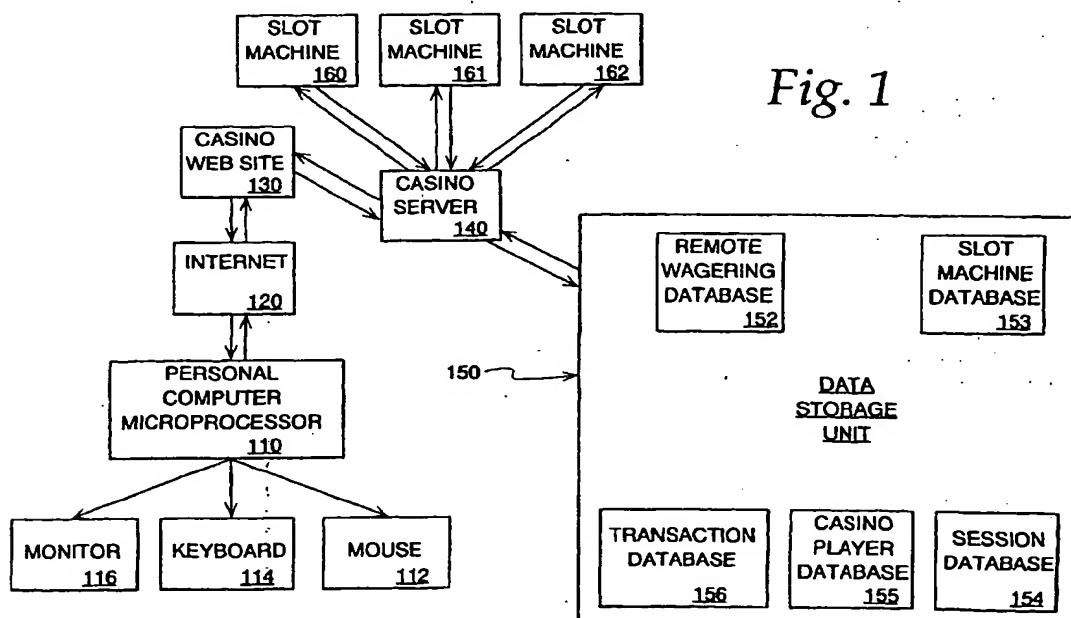 SLOT
MACHINE
160
SLOT
MACHINE
161
SLOT
MACHINE
162
Fig. 1
CASINO
WEB SITE
130
CASINO
SERVER
140
INTERNET
120
PERSONAL
COMPUTER
MICROPROCESSOR
110
MONITOR
116
KEYBOARD
114
MOUSE
112
150
REMOTE
WAGERING
DATABASE
152
SLOT
MACHINE
DATABASE
153
DATA
STORAGE
UNIT
TRANSACTION
DATABASE
156
CASINO
PLAYER
DATABASE
155
SESSION
DATABASE
154